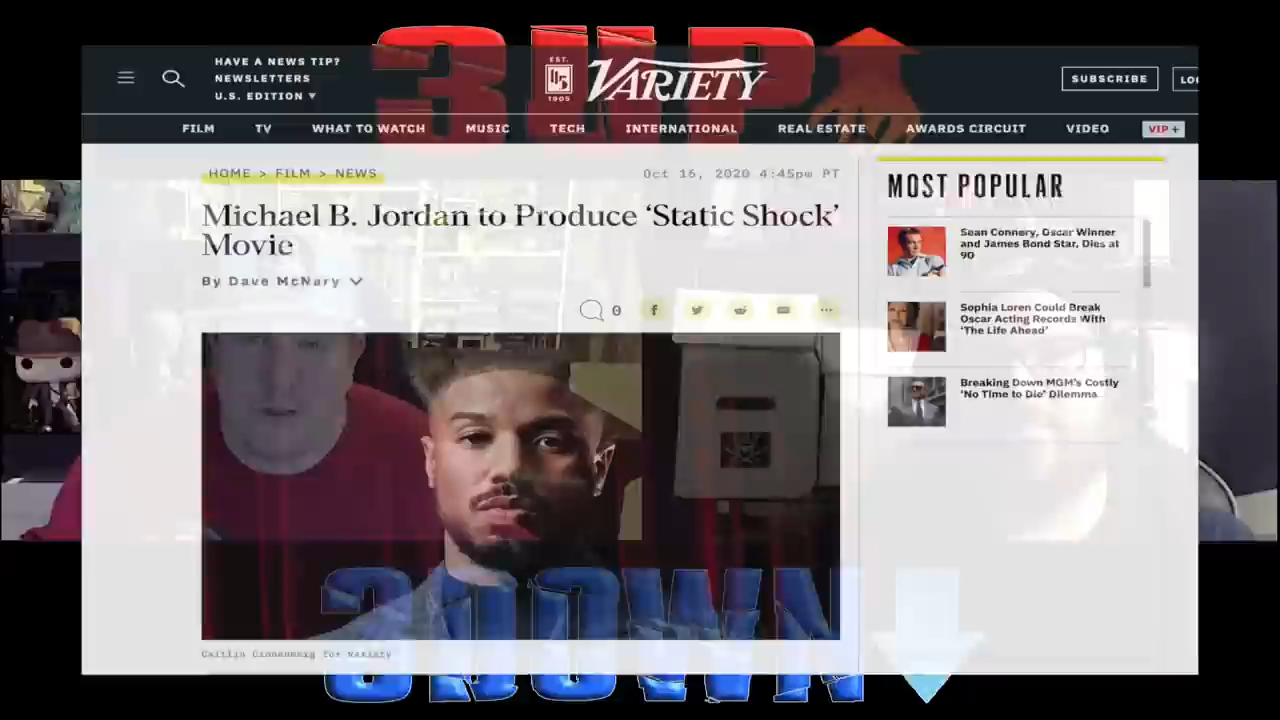 3UP
HAVE A NEWS TIP?
NEWSLETTERS
U.S. EDITION ▾
EST.
1905
VARIETY
SUBSCRIBE
FILM TV WHAT TO WATCH MUSIC TECH INTERNATIONAL REAL ESTATE AWARDS CIRCUIT VIDEO VIP +
HOME > FILM > NEWS
Oct 16, 2020 4:45pm PT
Michael B. Jordan to Produce ‘Static Shock’
Movie
By Dave McNary
0
MOST POPULAR
Sean Connery, Oscar Winner
and James Bond Star, Dies at
90
Sophia Loren Could Break
Oscar Acting Records With
‘The Life Ahead’
Breaking Down MGM’s Costly
‘No Time to Die’ Dilemma
for Variety
3DOWN